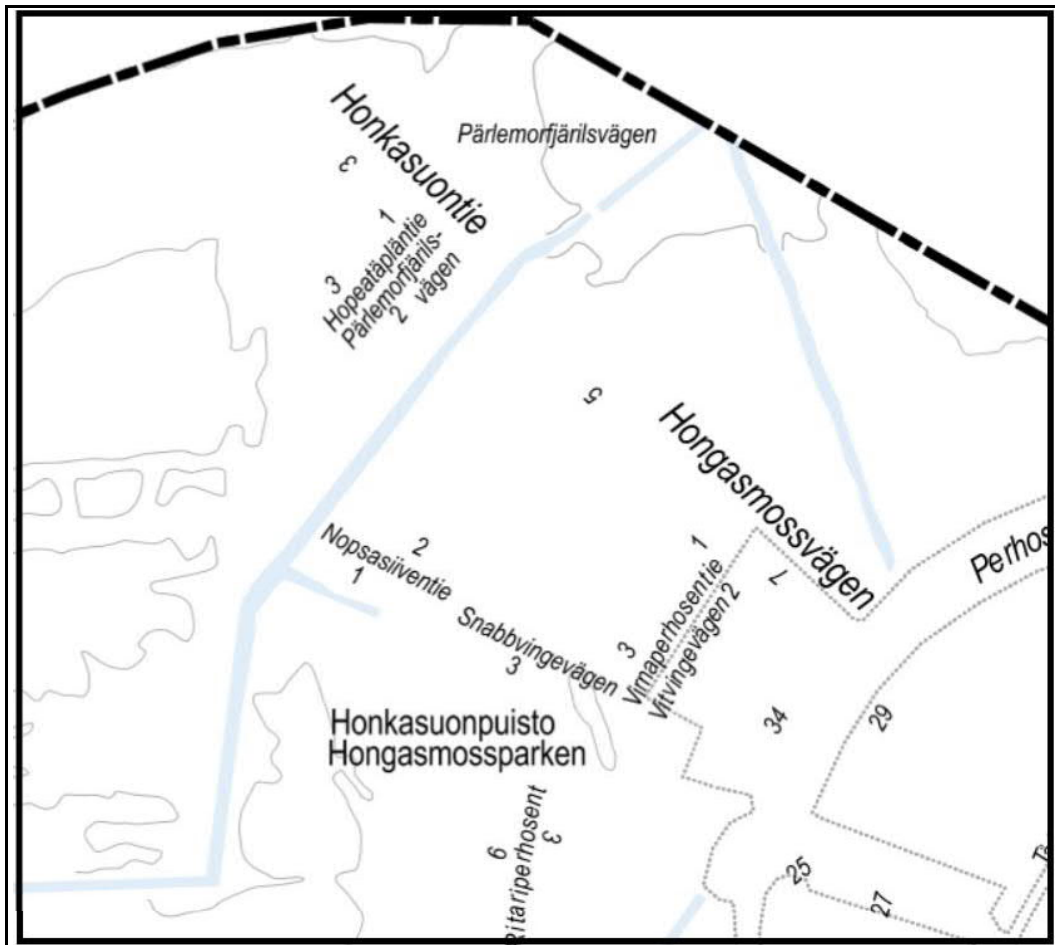 Honkasuontie
Pärlemorfjärilsvägen
3
1
3
Hopeatäpläntie
Pärlemorfjärils-
vägen
2
5
Hongasmossvägen
Perhos
2
Nopsasiiventie
1
Snabbvingevägen
3
1
Vimaperhosentie
3
Vitvingevägen
2
7
Honkasuonpuisto
Hongasmossparken
34
29
Ritariperhosent
3
6
25
27